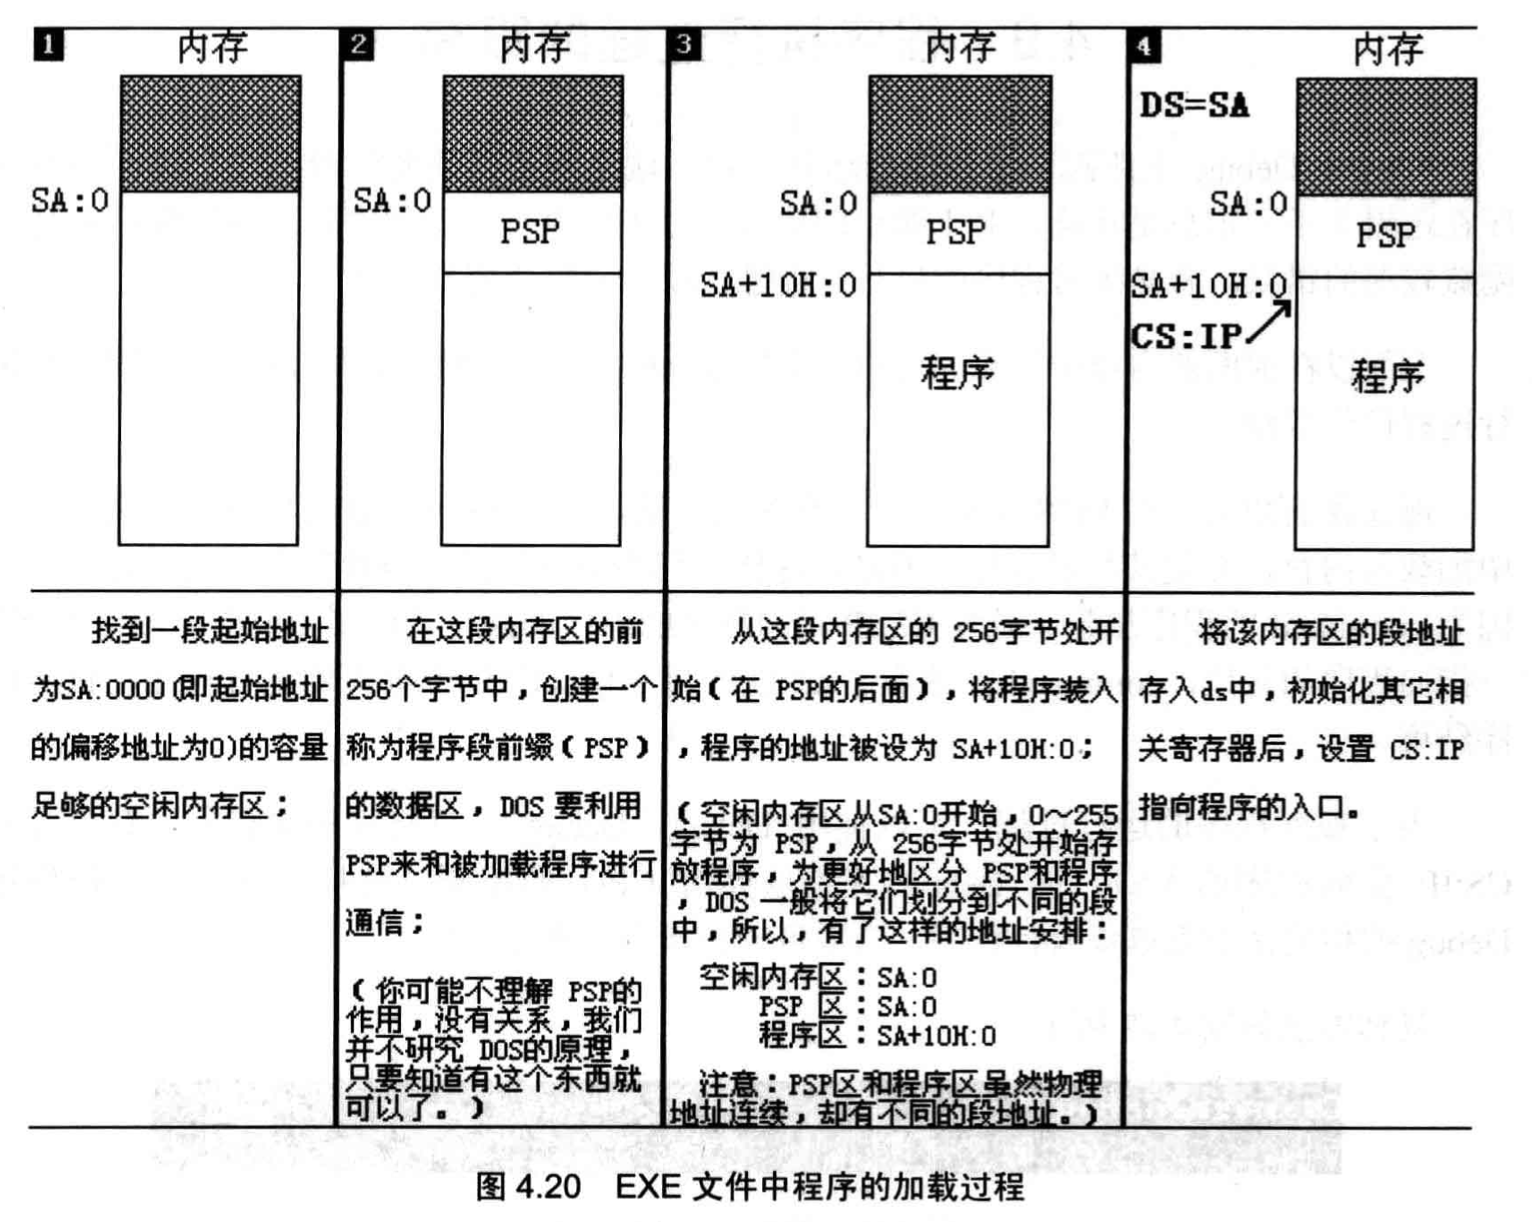 1
内存
SA:0
找到一段起始地址
为SA:0000(即起始地址
的偏移地址为0)的容量
足够的空闲内存区；
2
内存
SA:0
PSP
在这段内存区的前
256个字节中，创建一个
称为程序段前缀（PSP）
的数据区，DOS 要利用
PSP来和被加载程序进行
通信；
（你可能不理解 PSP的
作用，没有关系，我们
并不研究 DOS的原理，
只要知道有这个东西就
可以了。）
3
内存
SA:0
PSP
SA+10H:0
程序
从这段内存区的 256字节处开
始（在 PSP的后面），将程序装入
，程序的地址被设为 SA+10H:0；
（空闲内存区从SA:0开始，0～255
字节为 PSP，从 256字节处开始存
放程序，为更好地区分 PSP和程序
，DOS 一般将它们划分到不同的段
中，所以，有了这样的地址安排：
空闲内存区：SA:0
PSP 区：SA:0
程序区：SA+10H:0
注意：PSP区和程序区虽然物理
地址连续，却有不同的段地址。）
4
内存
DS=SA
SA:0
PSP
SA+10H:0
CS:IP
程序
将该内存区的段地址
存入ds中，初始化其它相
关寄存器后，设置 CS:IP
指向程序的入口。
图 4.20 EXE 文件中程序的加载过程